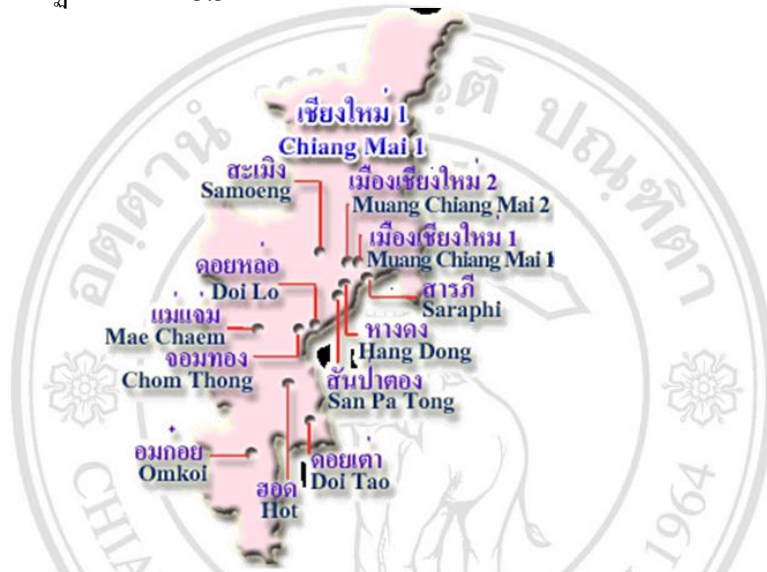 เชียงใหม่ 1
Chiang Mai 1
สะเมิง
Samoeng
เมืองเชียงใหม่ 2
Muang Chiang Mai 2
เมืองเชียงใหม่ 1
Muang Chiang Mai 1
ดอยหล่อ
Doi Lo
สารภี
Saraphi
แม่แจ่ม
Mae Chaem
หางดง
Hang Dong
จอมทอง
Chom Thong
สันป่าตอง
San Pa Tong
อมก๋อย
Omkoi
ดอยเต่า
Doi Tao
ฮอด
Hot
1964